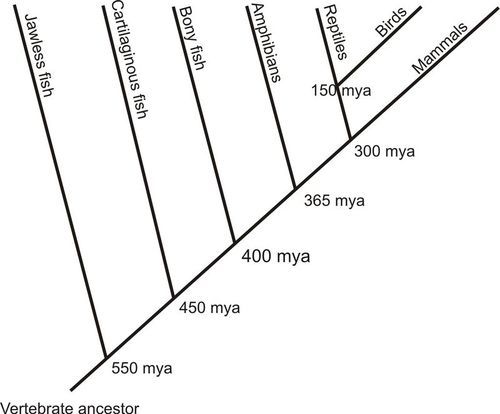 Jawless fish
Cartilaginous fish
Bony fish
Amphibians
Reptiles
Birds
Mammals
150 mya
300 mya
365 mya
400 mya
450 mya
550 mya
Vertebrate ancestor